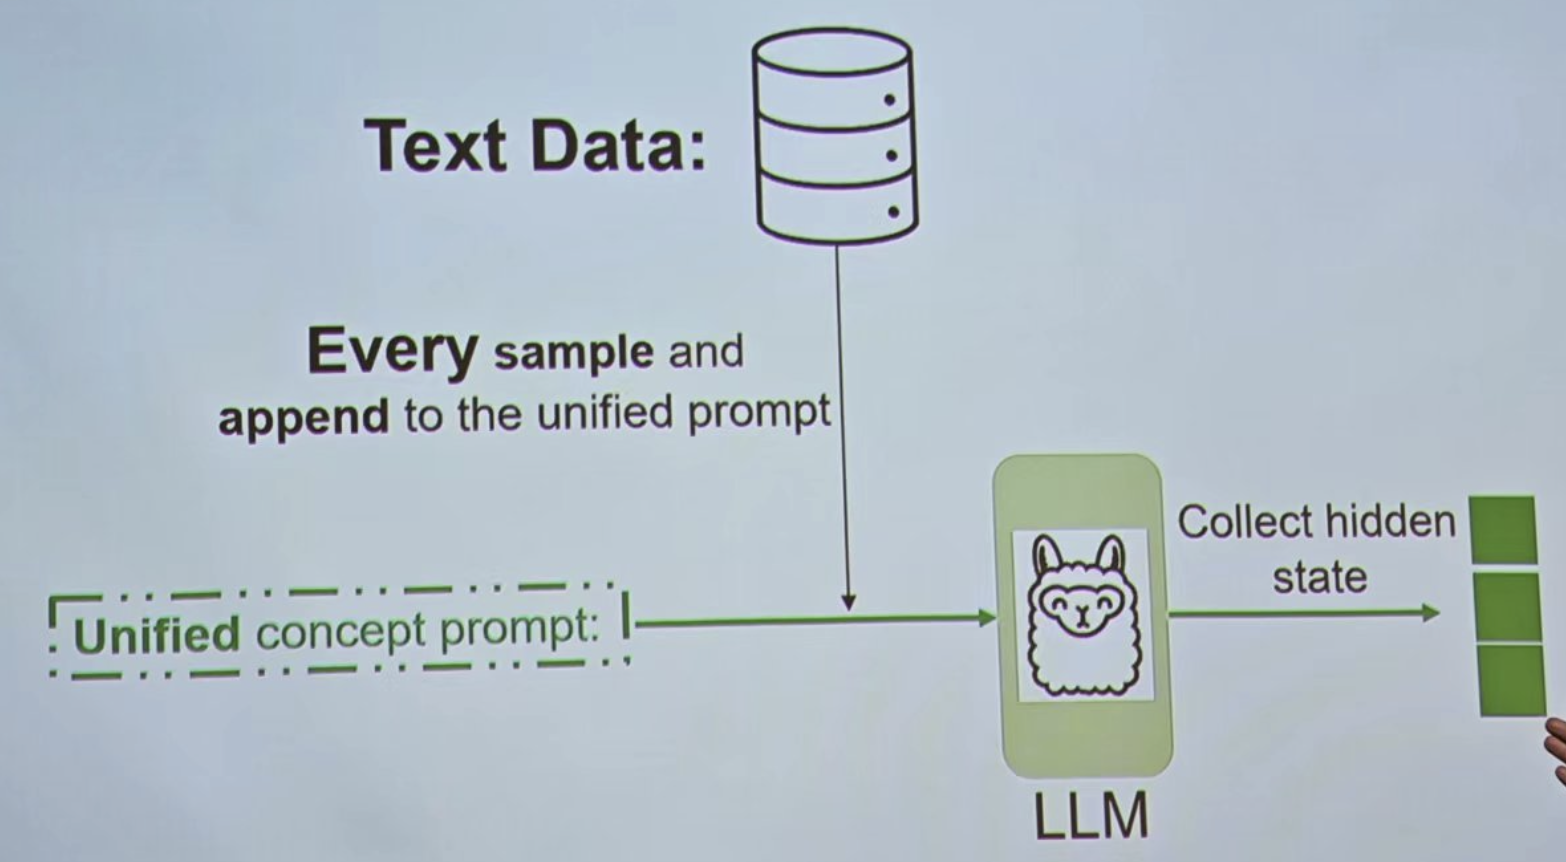 Text Data:
Every sample and
append to the unified prompt
Unified concept prompt:
Collect hidden
state
LLM